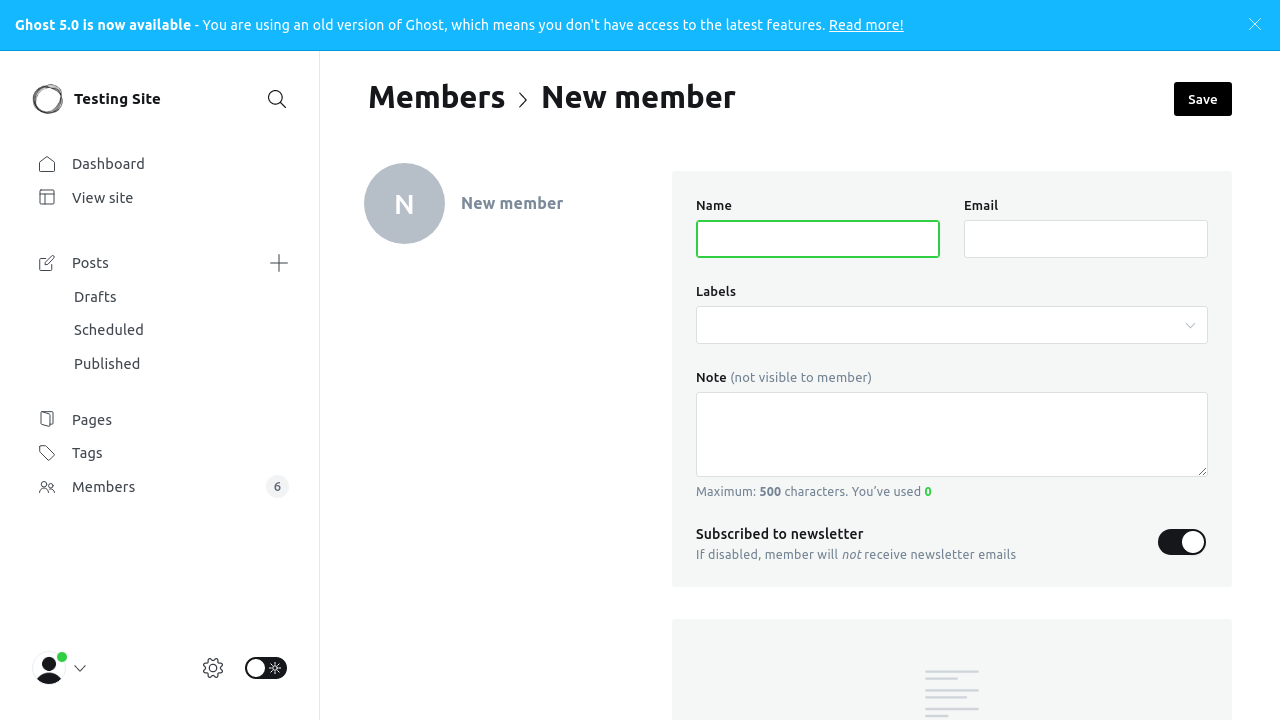 Ghost 5.0 is now available - You are using an old version of Ghost, which means you don't have access to the latest features. Read more!
Testing Site
Dashboard
View site
Posts
Drafts
Scheduled
Published
Pages
Tags
Members
6
Members > New member
Save
N
New member
Name
Email
Labels
Note (not visible to member)
Maximum: 500 characters. You've used 0
Subscribed to newsletter
If disabled, member will not receive newsletter emails